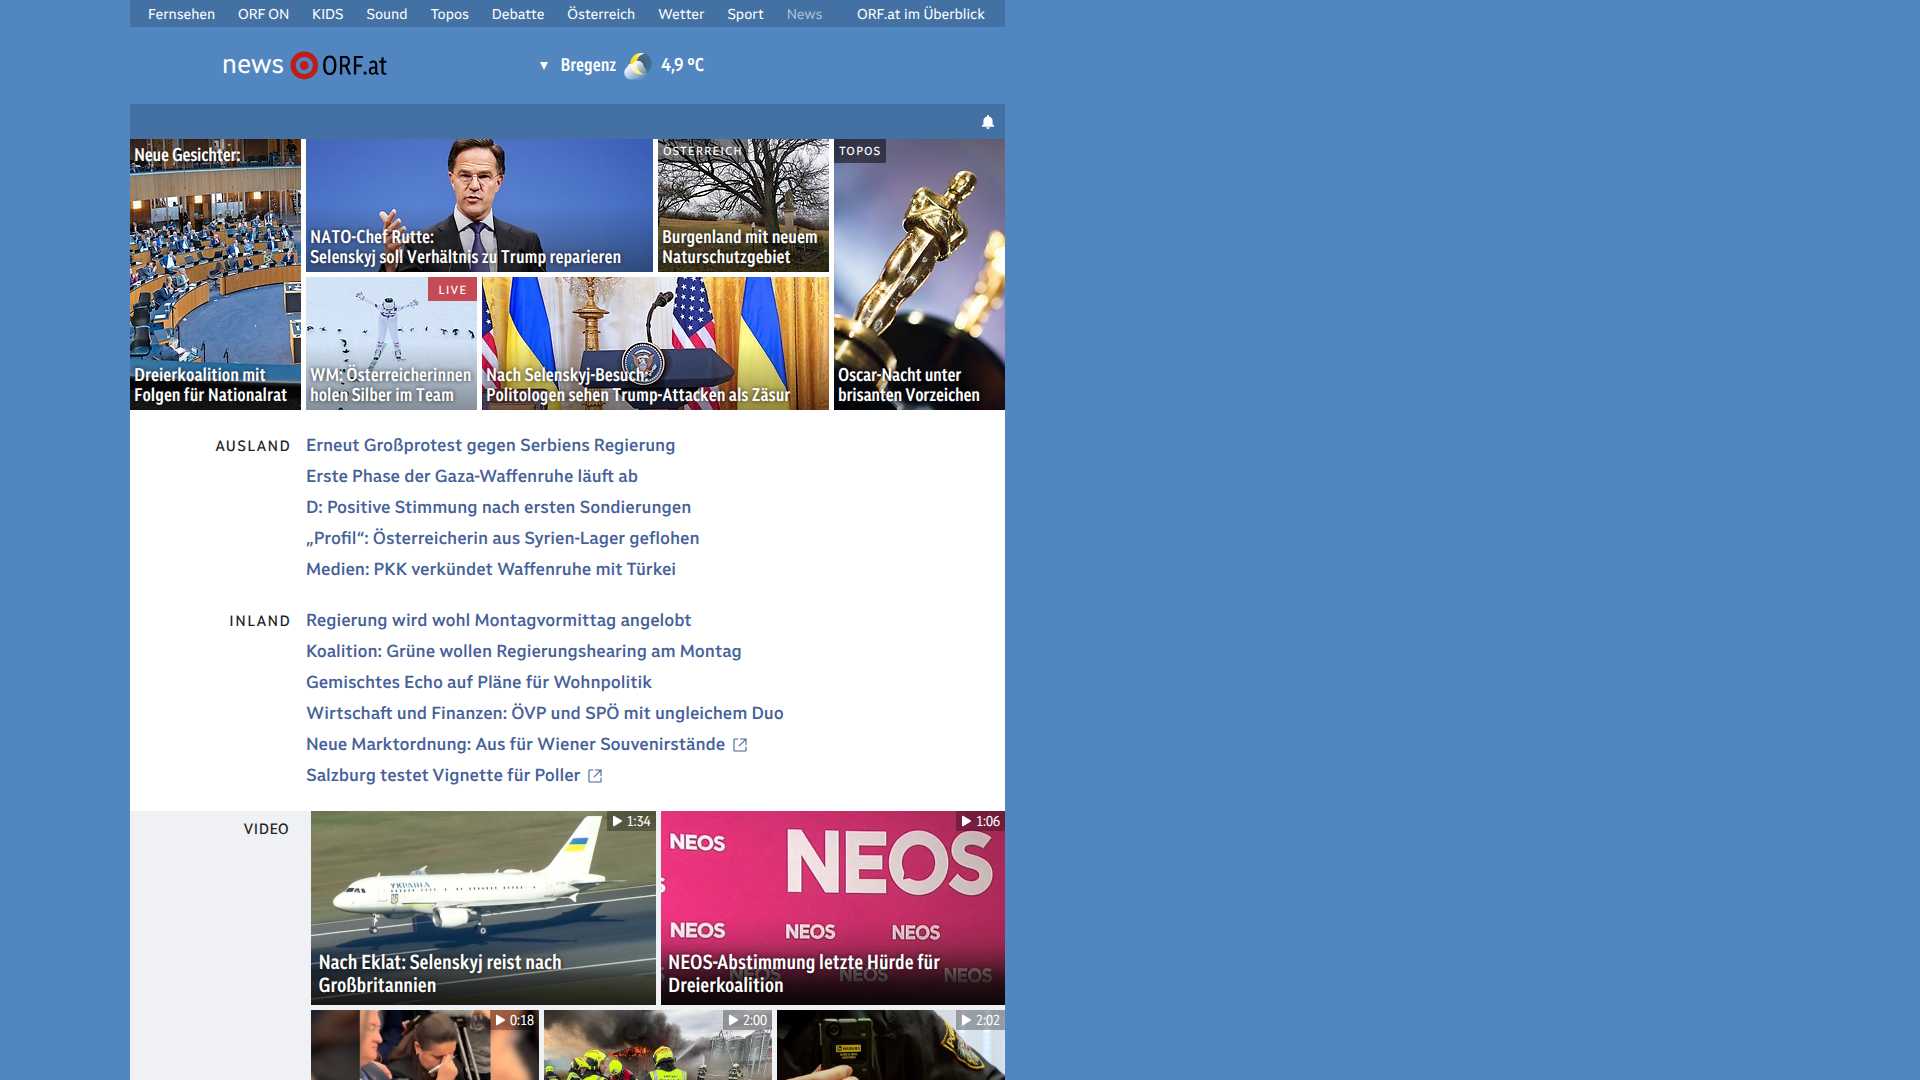 Fernsehen ORF ON KIDS Sound Topos Debatte Österreich Wetter Sport News ORF.at im Überblick
news ORF.at
▼ Bregenz 4,9 °C
Neue Gesichter:
Dreierkoalition mit
Folgen für Nationalrat
NATO-Chef Rutte:
Selenskyj soll Verhältnis zu Trump reparieren
ÖSTERREICH
Burgenland mit neuem
Naturschutzgebiet
TOPOS
Oscar-Nacht unter
brisanten Vorzeichen
LIVE
WM: Österreicherinnen
holen Silber im Team
Nach Selenskyj-Besuch:
Politologen sehen Trump-Attacken als Zäsur
AUSLAND
Erneut Großprotest gegen Serbiens Regierung
Erste Phase der Gaza-Waffenruhe läuft ab
D: Positive Stimmung nach ersten Sondierungen
„Profil“: Österreicherin aus Syrien-Lager geflohen
Medien: PKK verkündet Waffenruhe mit Türkei
INLAND
Regierung wird wohl Montagvormittag angelobt
Koalition: Grüne wollen Regierungshearing am Montag
Gemischtes Echo auf Pläne für Wohnpolitik
Wirtschaft und Finanzen: ÖVP und SPÖ mit ungleichem Duo
Neue Marktordnung: Aus für Wiener Souvenirstände
Salzburg testet Vignette für Poller
VIDEO
1:34
УКРАЇНА
Nach Eklat: Selenskyj reist nach
Großbritannien
1:06
NEOS NEOS
NEOS NEOS NEOS
NEOS NEOS NEOS
NEOS-Abstimmung letzte Hürde für
Dreierkoalition
0:18
2:00
2:02